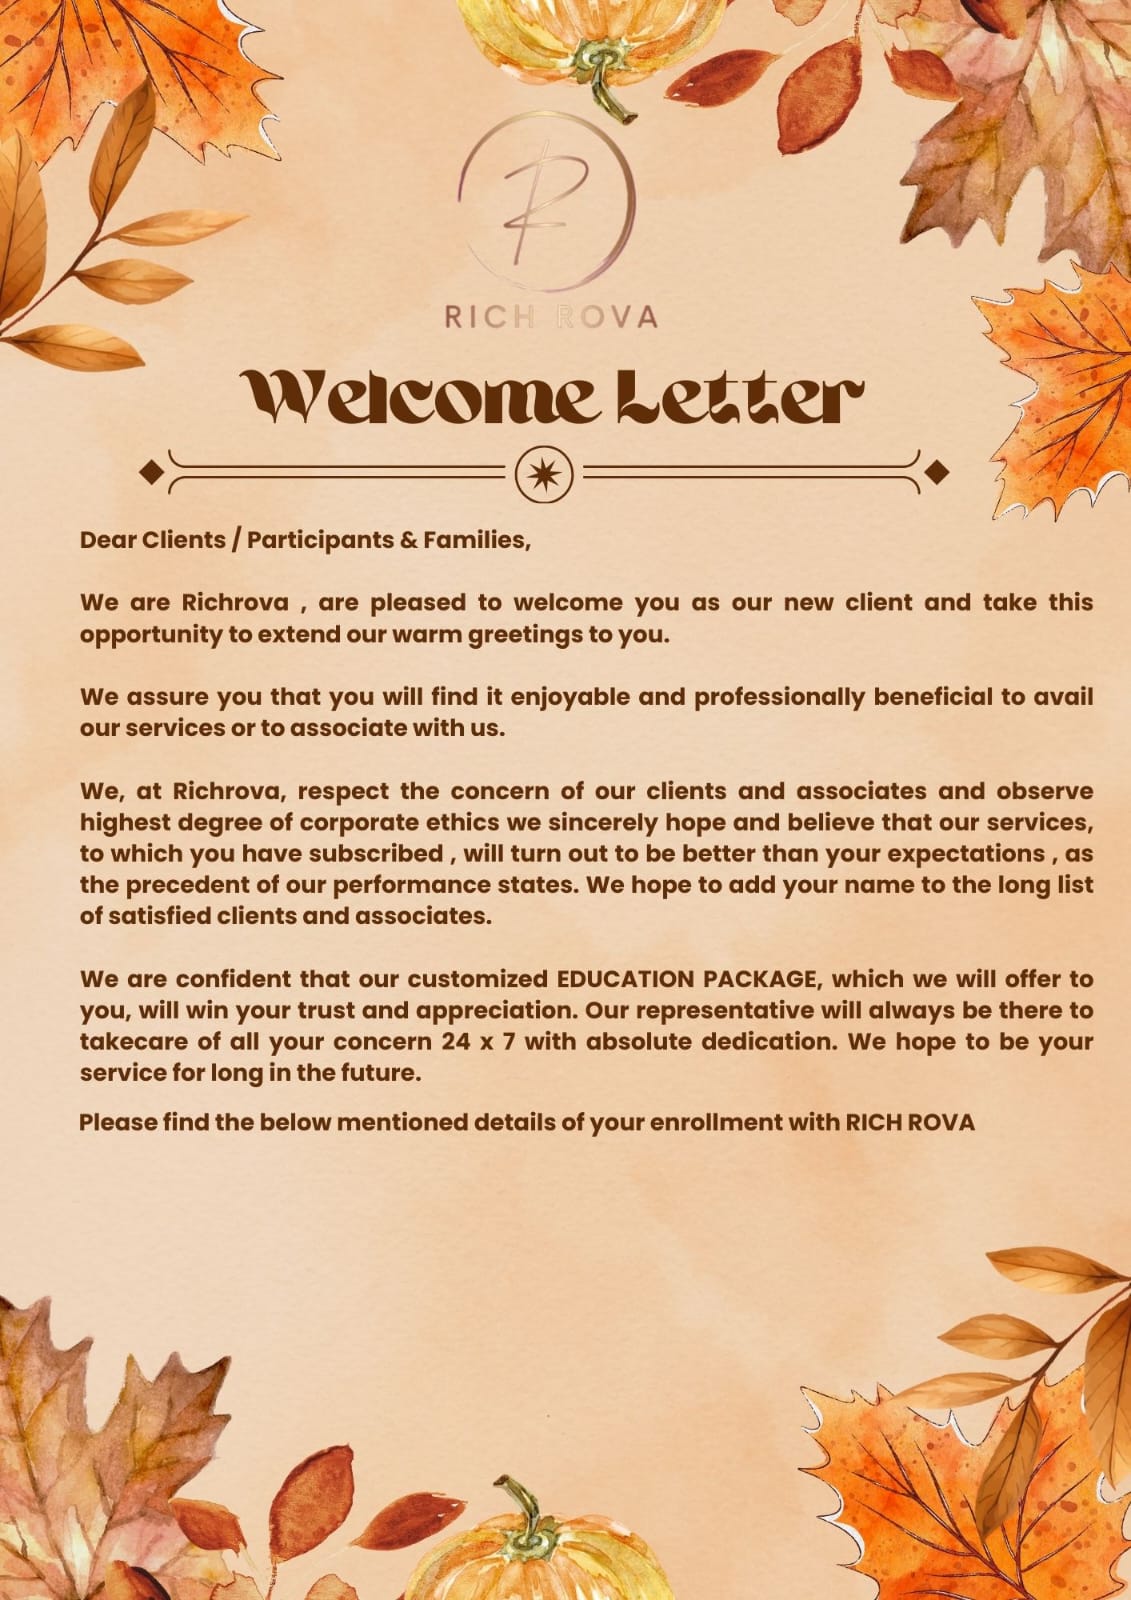 RICH ROVA
Welcome Letter
Dear Clients / Participants & Families,
We are Richrova , are pleased to welcome you as our new client and take this
opportunity to extend our warm greetings to you.
We assure you that you will find it enjoyable and professionally beneficial to avail
our services or to associate with us.
We, at Richrova, respect the concern of our clients and associates and observe
highest degree of corporate ethics we sincerely hope and believe that our services,
to which you have subscribed , will turn out to be better than your expectations , as
the precedent of our performance states. We hope to add your name to the long list
of satisfied clients and associates.
We are confident that our customized EDUCATION PACKAGE, which we will offer to
you, will win your trust and appreciation. Our representative will always be there to
takecare of all your concern 24 x 7 with absolute dedication. We hope to be your
service for long in the future.
Please find the below mentioned details of your enrollment with RICH ROVA